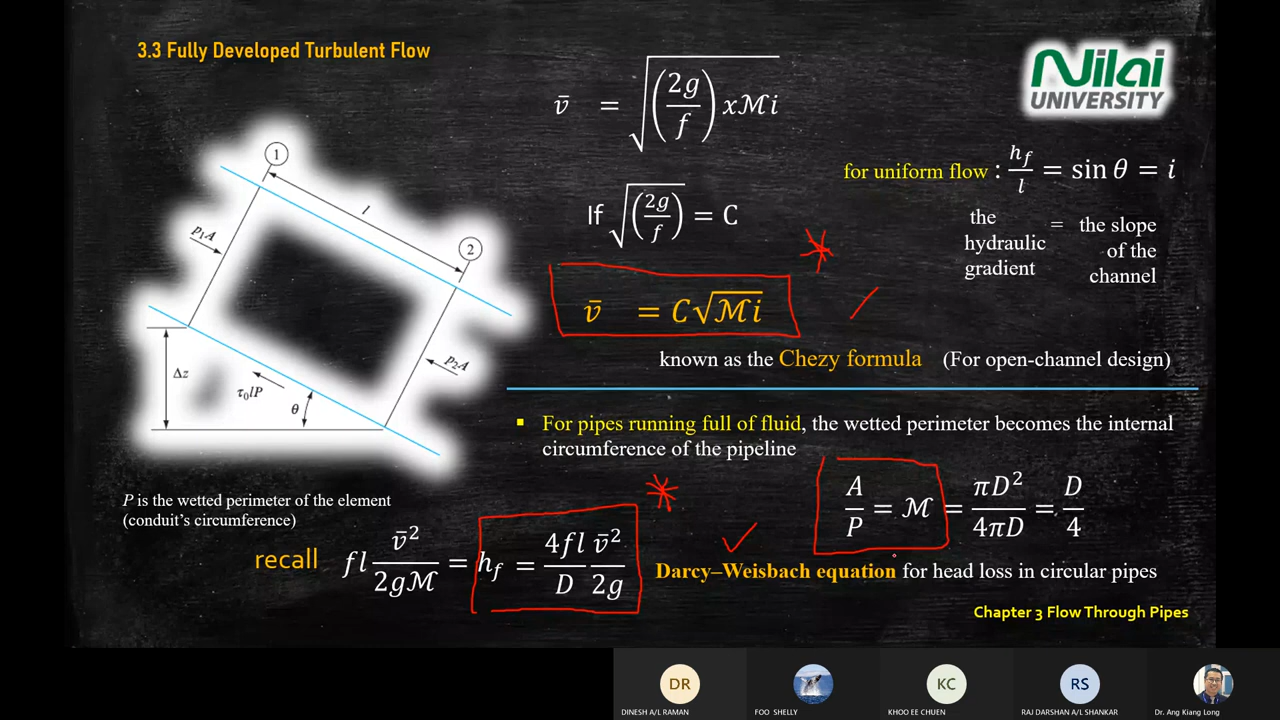 3.3 Fully Developed Turbulent Flow
Nilai
UNIVERSITY
v̄ = √((2g/f) xℳi)
for uniform flow : h_f/l = sin θ = i
the hydraulic gradient = the slope of the channel
If √((2g/f)) = C
v̄ = C√(ℳi)
known as the Chezy formula (For open-channel design)
1
l
2
p₁A
p₂A
Δz
τ₀lP
θ
▪ For pipes running full of fluid, the wetted perimeter becomes the internal
circumference of the pipeline
A/P = ℳ = πD²/4πD = D/4
P is the wetted perimeter of the element
(conduit's circumference)
recall fl v̄²/2gℳ = h_f = 4fl/D v̄²/2g
Darcy–Weisbach equation for head loss in circular pipes
Chapter 3 Flow Through Pipes
DR
KC
RS
DINESH A/L RAMAN
FOO SHELLY
KHOO EE CHUEN
RAJ DARSHAN A/L SHANKAR
Dr. Ang Kiang Long